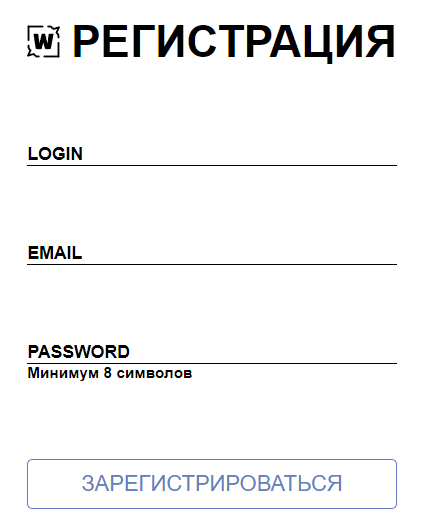 W РЕГИСТРАЦИЯ
LOGIN
EMAIL
PASSWORD
Минимум 8 символов
ЗАРЕГИСТРИРОВАТЬСЯ